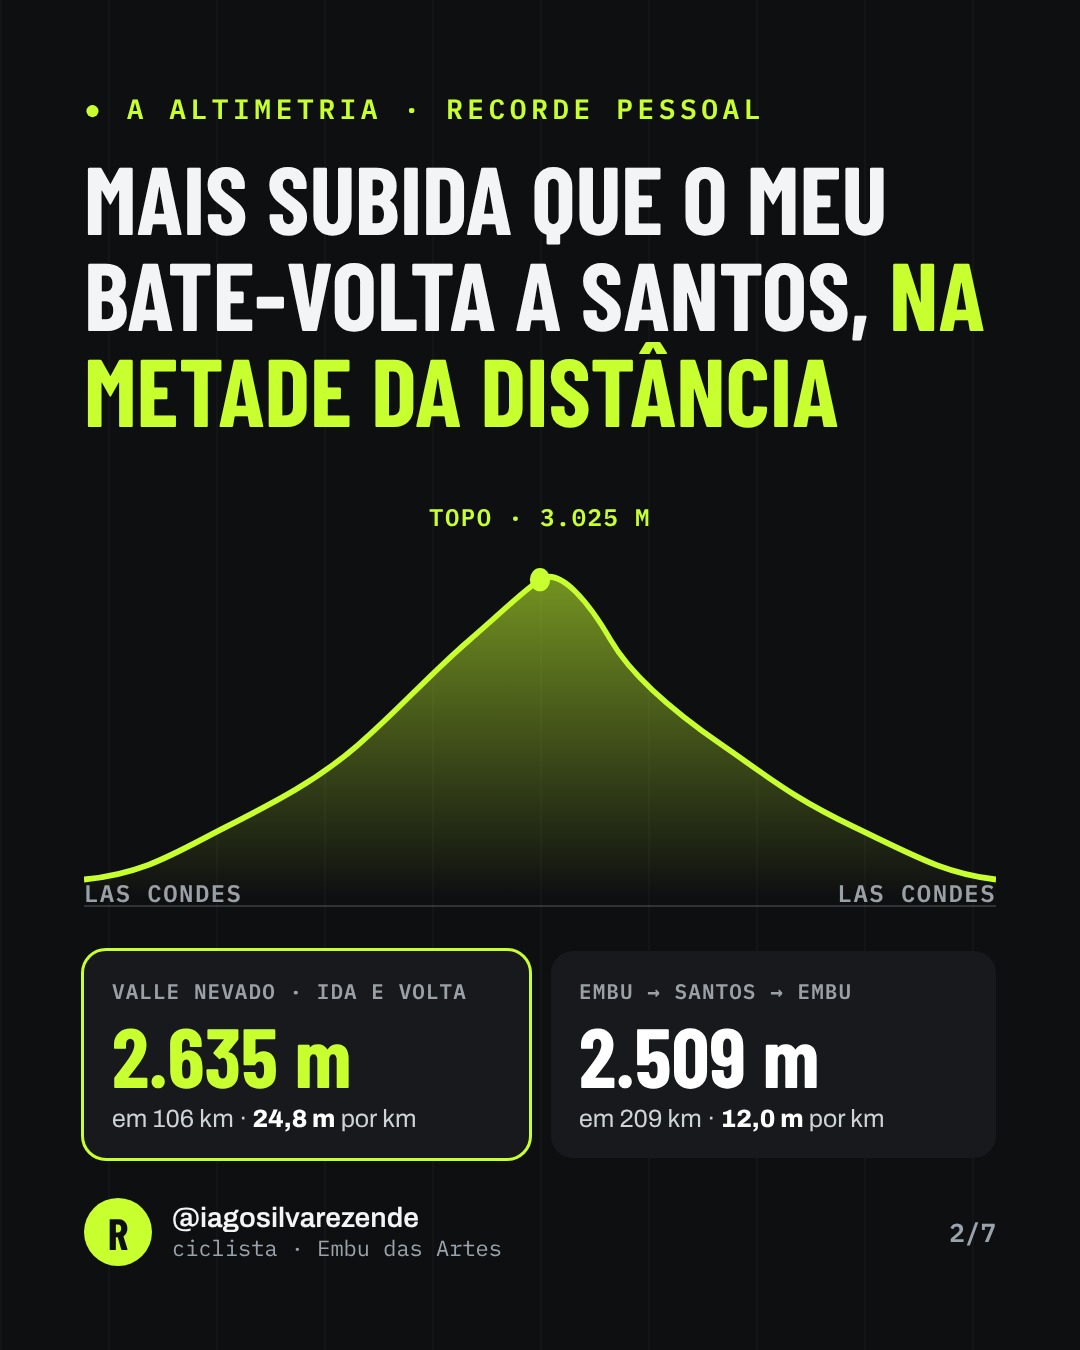 • A ALTIMETRIA · RECORDE PESSOAL
MAIS SUBIDA QUE O MEU
BATE-VOLTA A SANTOS, NA
METADE DA DISTÂNCIA
TOPO · 3.025 M
LAS CONDES LAS CONDES
VALLE NEVADO · IDA E VOLTA
2.635 m
em 106 km · 24,8 m por km
EMBU → SANTOS → EMBU
2.509 m
em 209 km · 12,0 m por km
R
@iagosilvarezende
ciclista · Embu das Artes
2/7